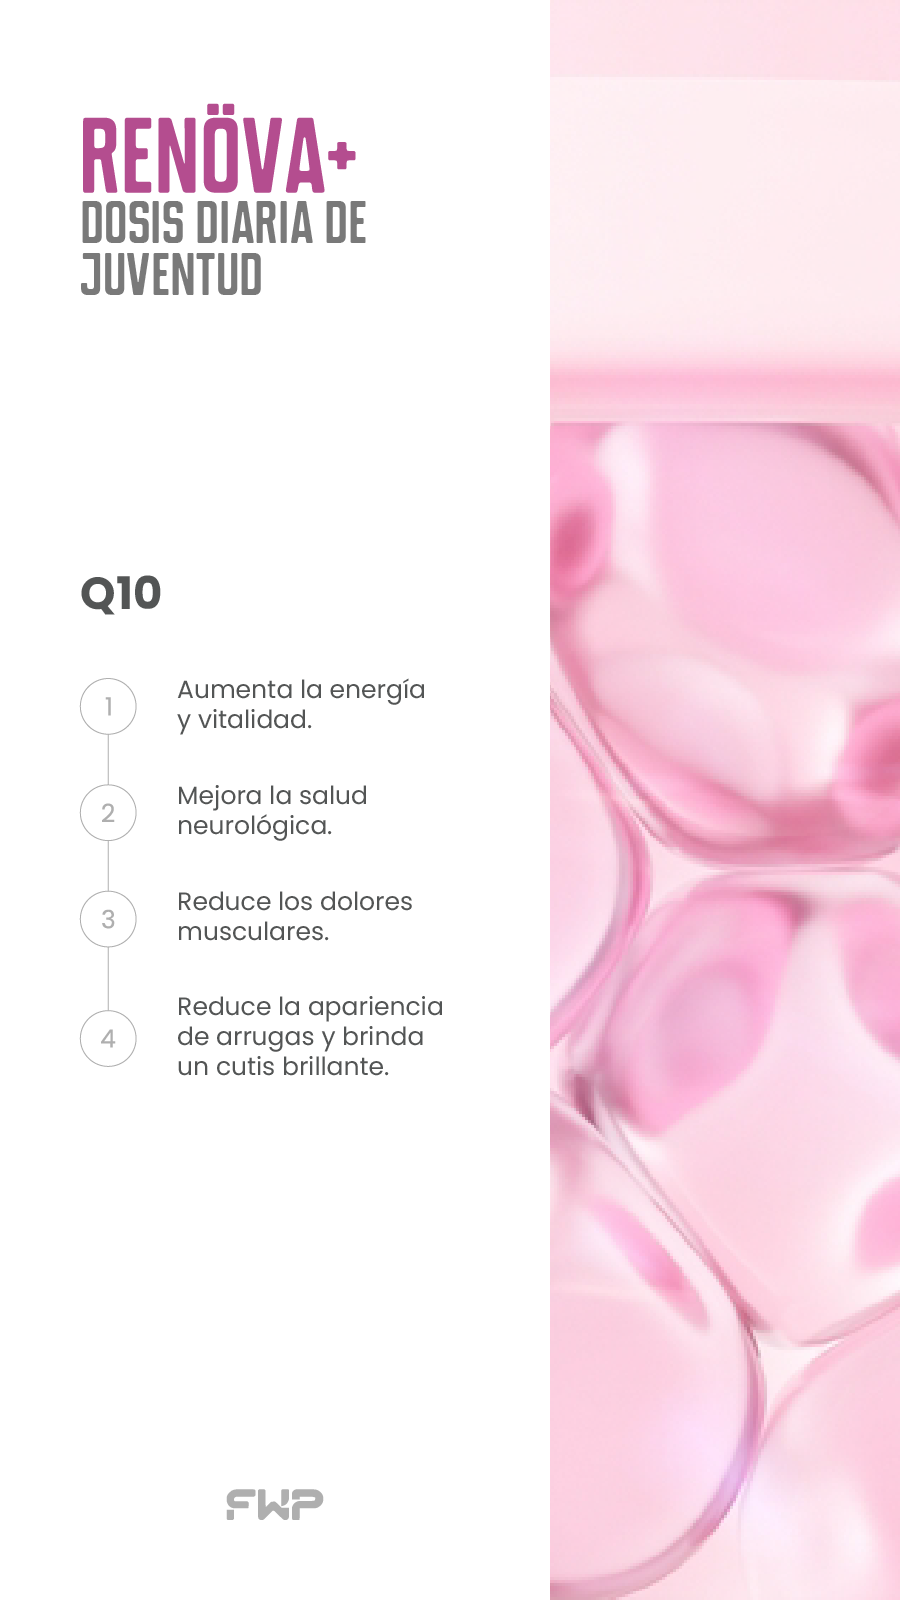 RENÖVA+
DOSIS DIARIA DE
JUVENTUD
Q10
1
Aumenta la energía
y vitalidad.
2
Mejora la salud
neurológica.
3
Reduce los dolores
musculares.
4
Reduce la apariencia
de arrugas y brinda
un cutis brillante.
FWP